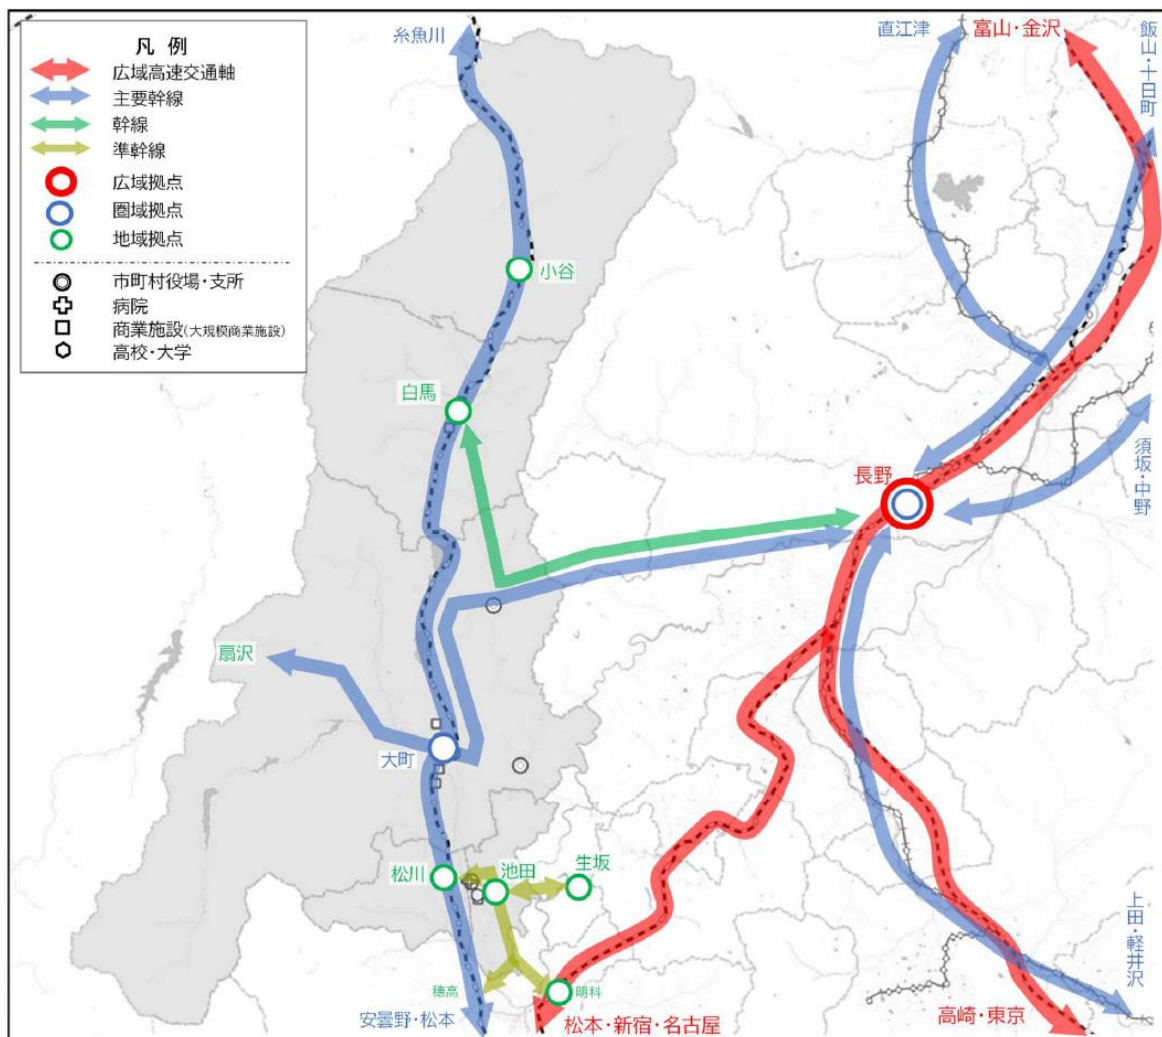 凡 例
広域高速交通軸
主要幹線
幹線
準幹線
広域拠点
圏域拠点
地域拠点
市町村役場・支所
病院
商業施設(大規模商業施設)
高校・大学
糸魚川
直江津
富山・金沢
飯山・十日町
小谷
白馬
長野
須坂・中野
扇沢
大町
松川
池田
生坂
穂高
明科
安曇野・松本
松本・新宿・名古屋
高崎・東京
上田・軽井沢